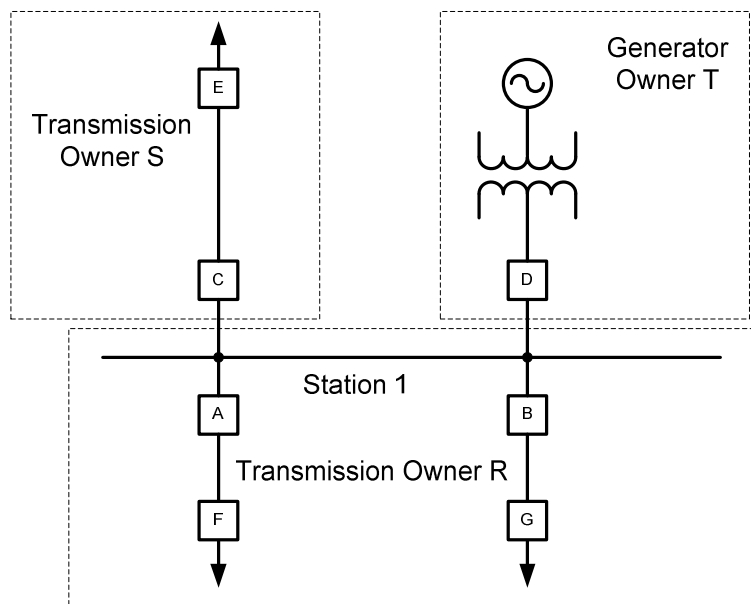 E
Transmission
Owner S
C
Generator
Owner T
D
Station 1
A
B
Transmission Owner R
F
G